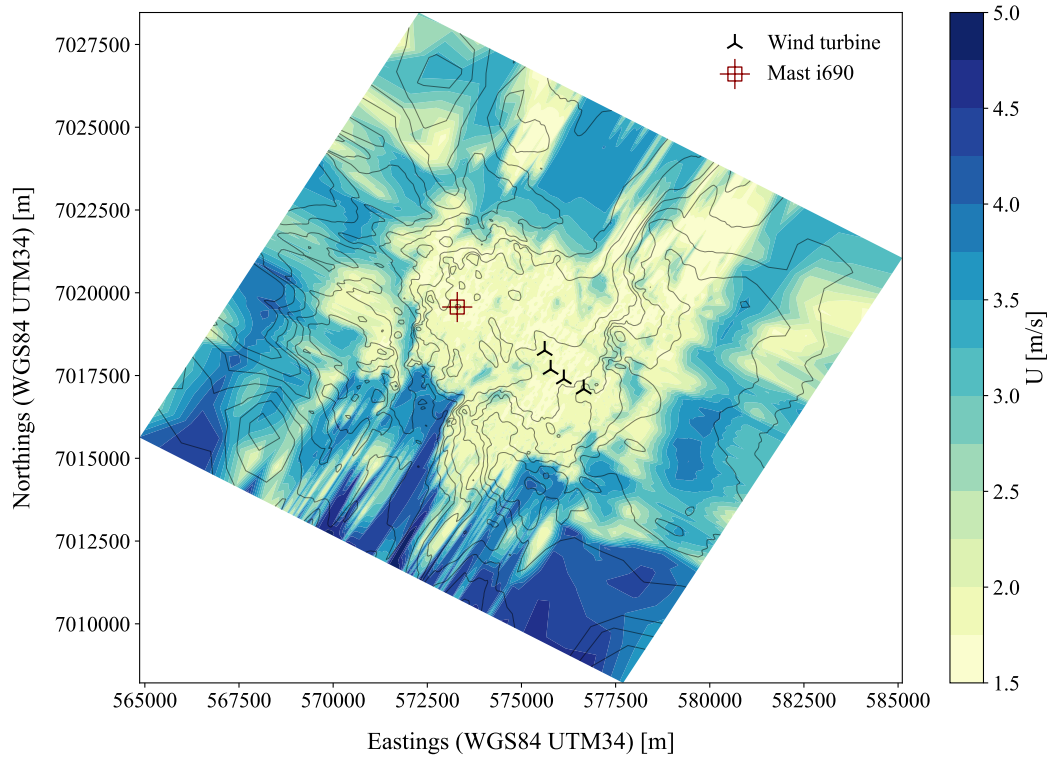 Wind turbine
Mast i690
7027500
7025000
7022500
7020000
7017500
7015000
7012500
7010000
Northings (WGS84 UTM34) [m]
565000 567500 570000 572500 575000 577500 580000 582500 585000
Eastings (WGS84 UTM34) [m]
5.0
4.5
4.0
3.5
3.0
2.5
2.0
1.5
U [m/s]